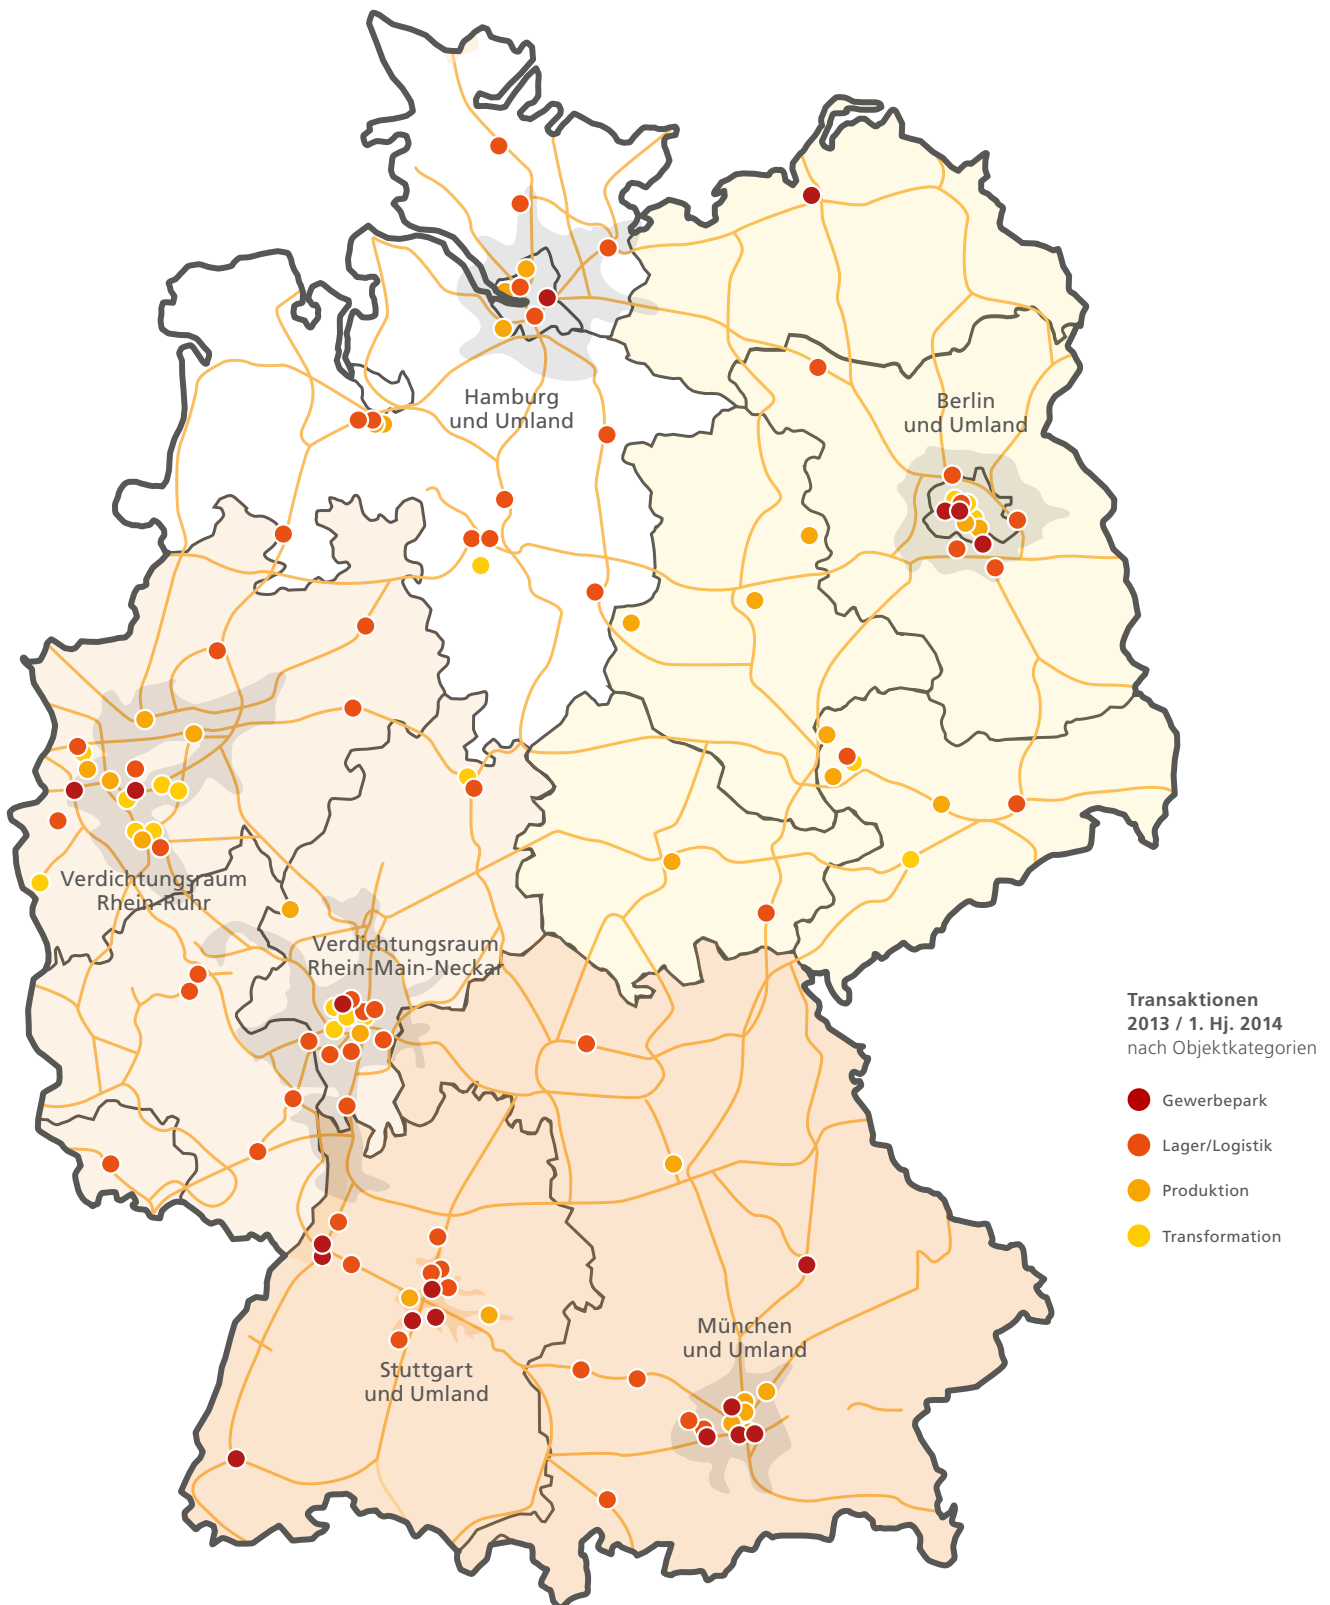 Hamburg
und Umland
Berlin
und Umland
Verdichtungsraum
Rhein-Ruhr
Verdichtungsraum
Rhein-Main-Neckar
Stuttgart
und Umland
München
und Umland
Transaktionen
2013 / 1. Hj. 2014
nach Objektkategorien
Gewerbepark
Lager/Logistik
Produktion
Transformation